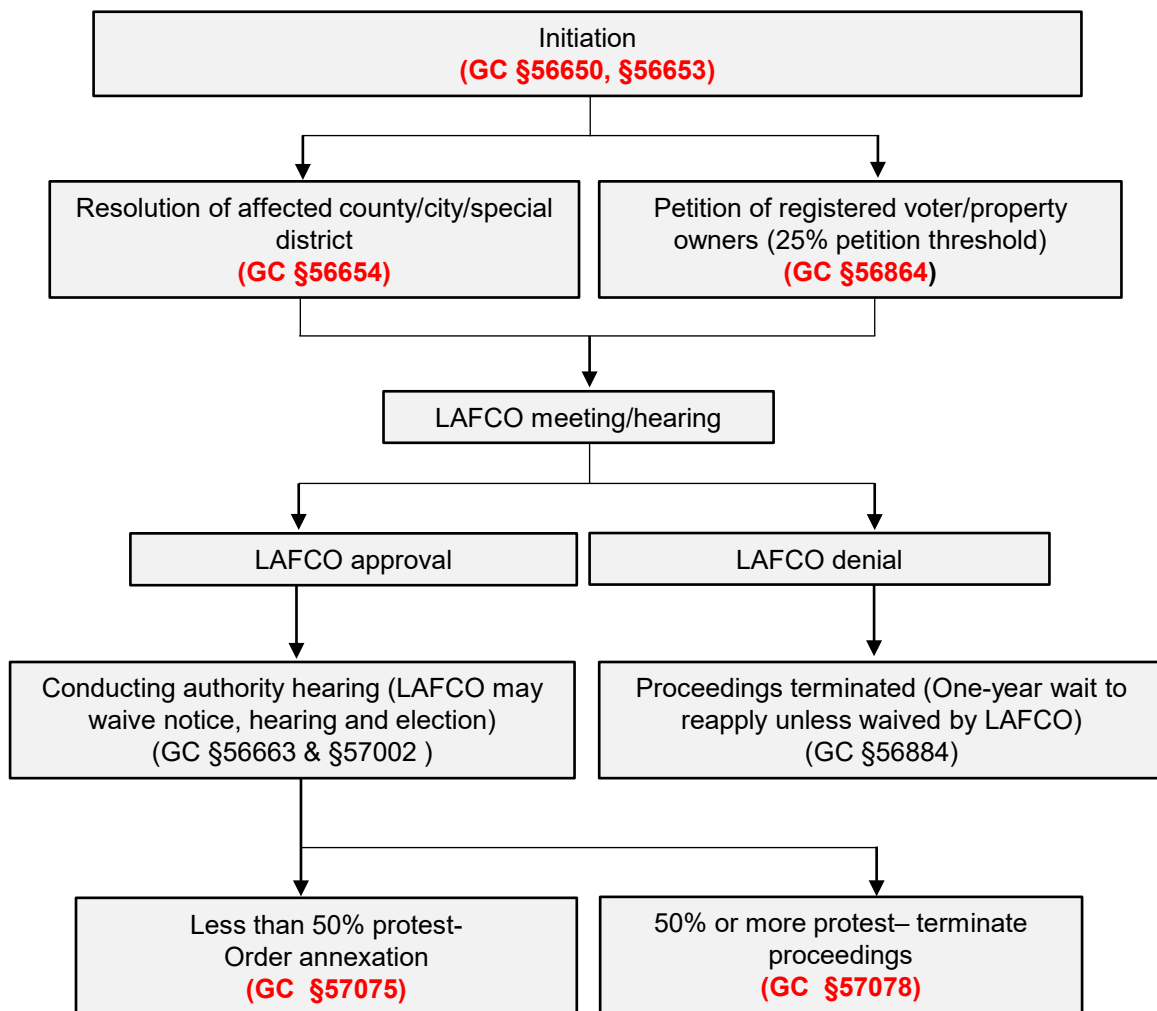 Initiation
(GC §56650, §56653)
Resolution of affected county/city/special
district
(GC §56654)
Petition of registered voter/property
owners (25% petition threshold)
(GC §56864)
LAFCO meeting/hearing
LAFCO approval
LAFCO denial
Conducting authority hearing (LAFCO may
waive notice, hearing and election)
(GC §56663 & §57002 )
Proceedings terminated (One-year wait to
reapply unless waived by LAFCO)
(GC §56884)
Less than 50% protest-
Order annexation
(GC  §57075)
50% or more protest– terminate
proceedings
(GC  §57078)